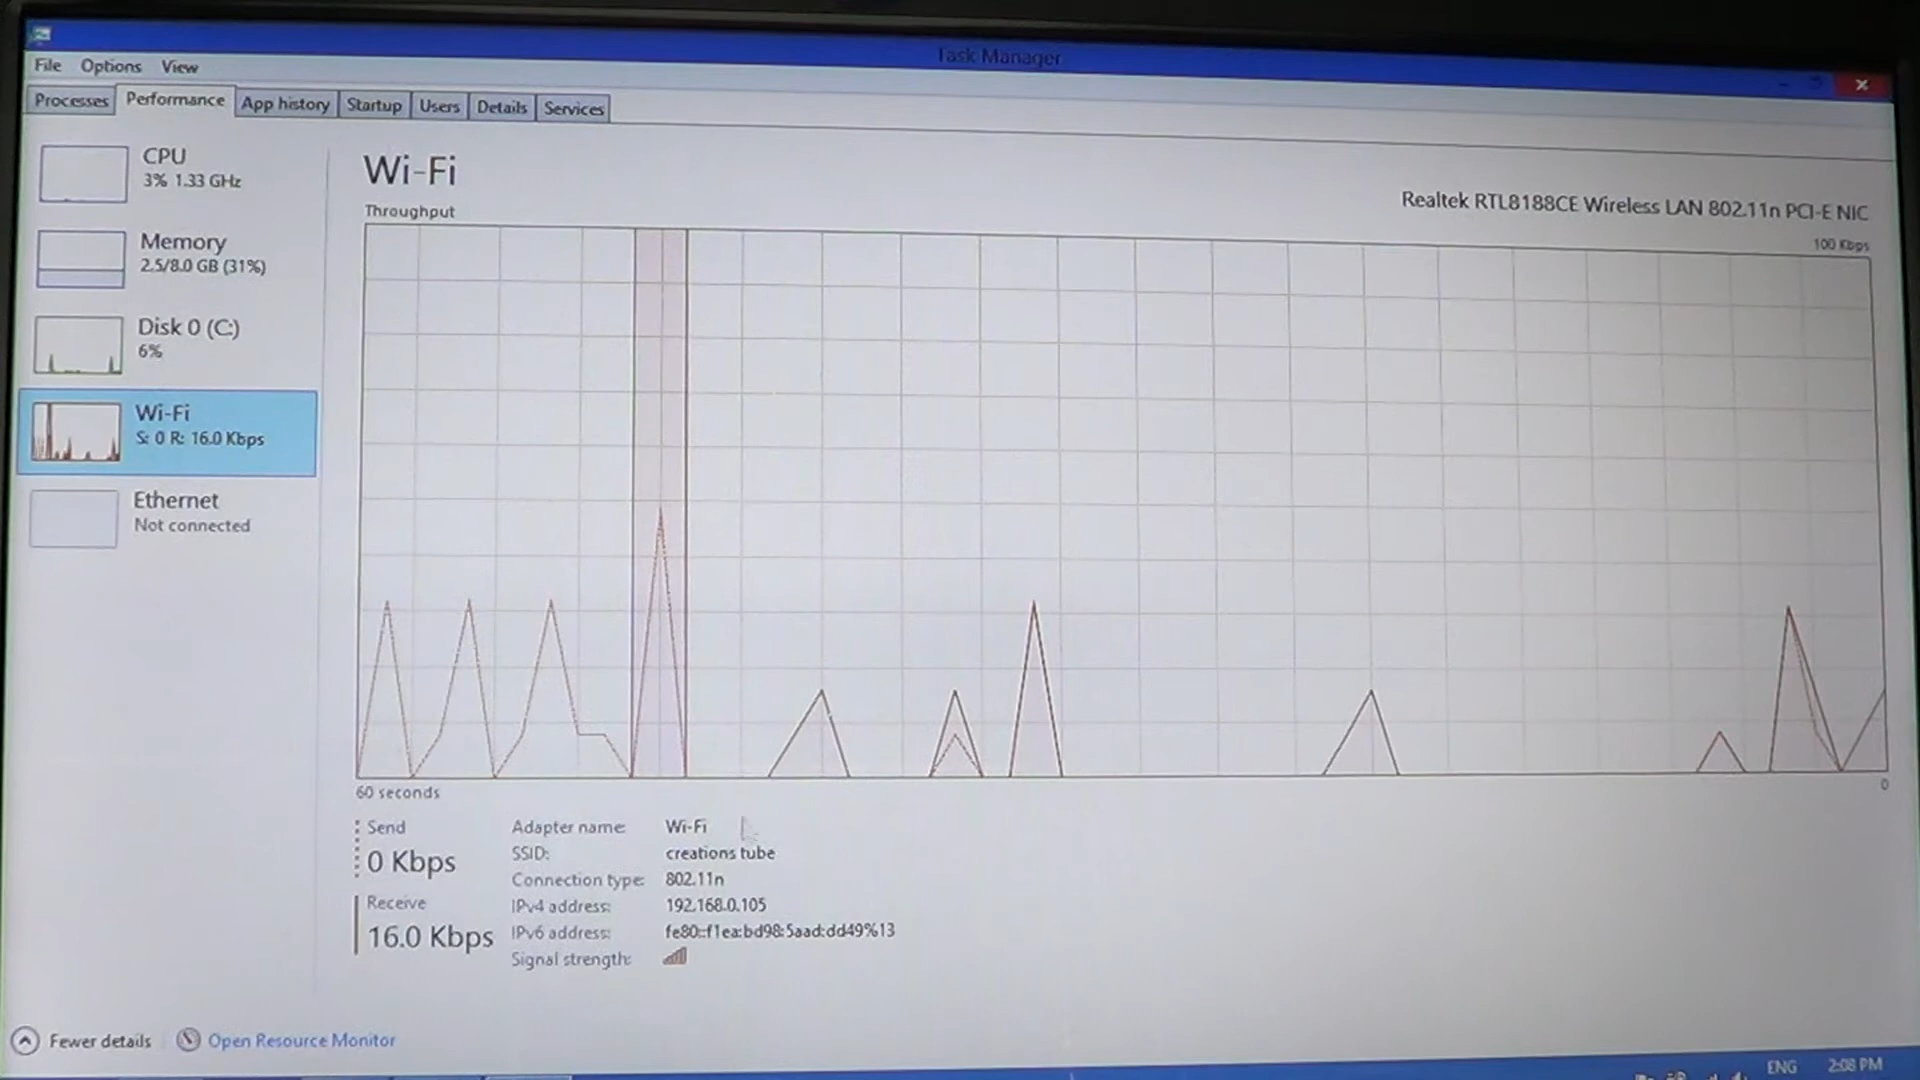 Task Manager
File Options View
Processes Performance App history Startup Users Details Services
CPU
3% 1.33 GHz
Memory
2.5/8.0 GB (31%)
Disk 0 (C:)
6%
Wi-Fi
S: 0 R: 16.0 Kbps
Ethernet
Not connected
Wi-Fi
Realtek RTL8188CE Wireless LAN 802.11n PCI-E NIC
Throughput
100 Kbps
60 seconds
0
Send
0 Kbps
Receive
16.0 Kbps
Adapter name: Wi-Fi
SSID: creations tube
Connection type: 802.11n
IPv4 address: 192.168.0.105
IPv6 address: fe80::f1ea:bd98:5aad:dd49%13
Signal strength:
Fewer details Open Resource Monitor
ENG 2:08 PM